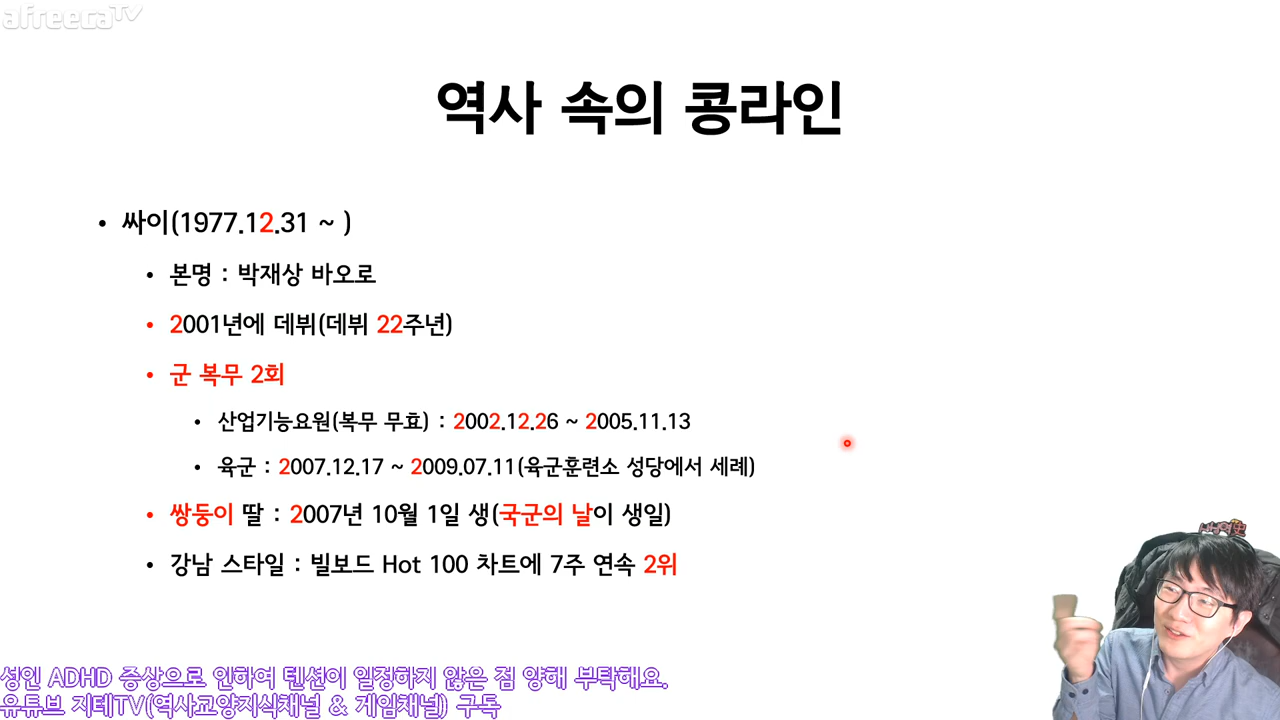 afreecaTV
역사 속의 콩라인
• 싸이(1977.12.31 ~ )
• 본명 : 박재상 바오로
• 2001년에 데뷔(데뷔 22주년)
• 군 복무 2회
• 산업기능요원(복무 무효) : 2002.12.26 ~ 2005.11.13
• 육군 : 2007.12.17 ~ 2009.07.11(육군훈련소 성당에서 세례)
• 쌍둥이 딸 : 2007년 10월 1일 생(국군의 날이 생일)
• 강남 스타일 : 빌보드 Hot 100 차트에 7주 연속 2위
성인 ADHD 증상으로 인하여 텐션이 일정하지 않은 점 양해 부탁해요.
유튜브 지테TV(역사교양지식채널 & 게임채널) 구독